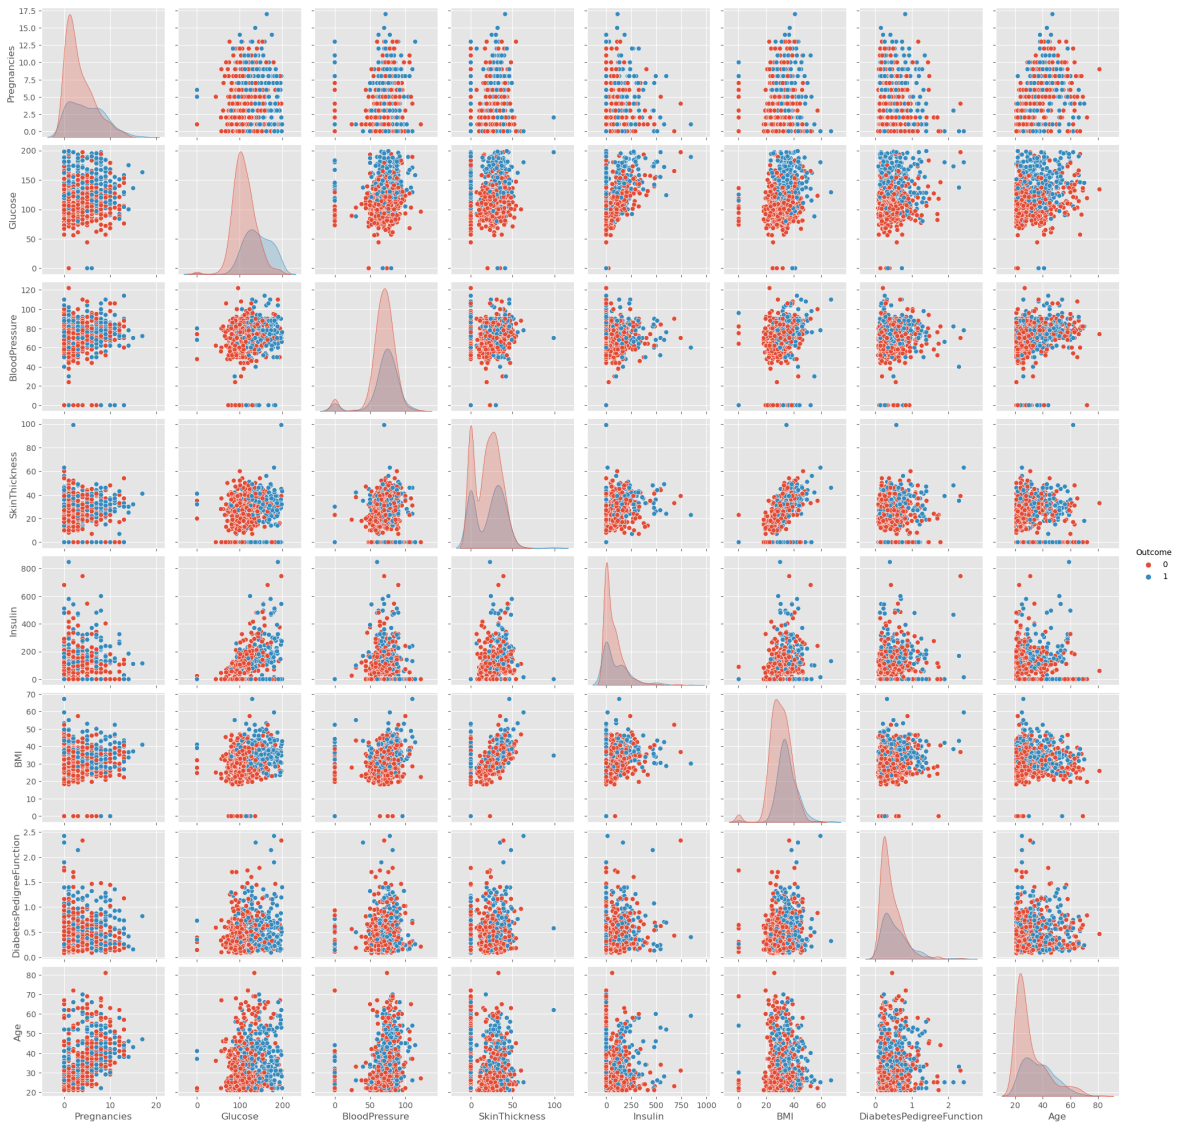 17.5
15.0
12.5
10.0
7.5
5.0
2.5
0.0
Pregnancies
200
150
100
50
0
Glucose
120
100
80
60
40
20
0
BloodPressure
100
80
60
40
20
0
SkinThickness
Outcome
0
1
800
600
400
200
0
Insulin
70
60
50
40
30
20
10
0
BMI
2.5
2.0
1.5
1.0
0.5
0.0
DiabetesPedigreeFunction
80
70
60
50
40
30
20
Age
0 10 20
Pregnancies
0 100 200
Glucose
0 50 100
BloodPressure
0 50 100
SkinThickness
0 250 500 750 1000
Insulin
0 20 40 60
BMI
0 1 2
DiabetesPedigreeFunction
20 40 60 80
Age